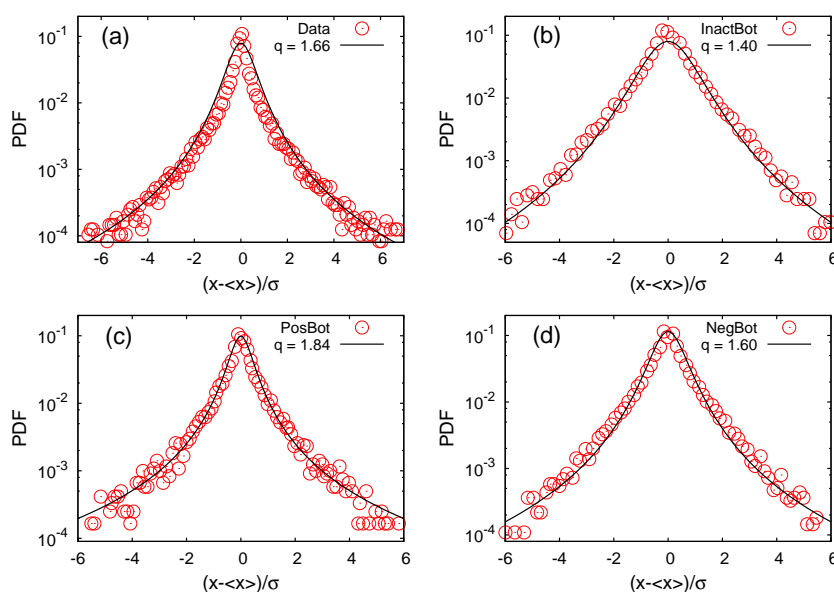 (a)
Data
q = 1.66
PDF
10^-1
10^-2
10^-3
10^-4
-6 -4 -2 0 2 4 6
(x-<x>)/σ
(b)
InactBot
q = 1.40
PDF
10^-1
10^-2
10^-3
10^-4
-6 -4 -2 0 2 4 6
(x-<x>)/σ
(c)
PosBot
q = 1.84
PDF
10^-1
10^-2
10^-3
10^-4
-6 -4 -2 0 2 4 6
(x-<x>)/σ
(d)
NegBot
q = 1.60
PDF
10^-1
10^-2
10^-3
10^-4
-6 -4 -2 0 2 4 6
(x-<x>)/σ